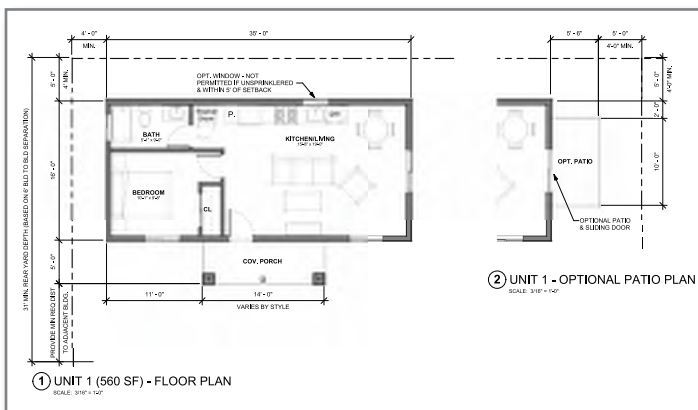 4' - 0"
MIN.
35' - 0"
5' - 6"
5' - 0"
4'-0" MIN.
5' - 0"
4' MIN.
OPT. WINDOW - NOT
PERMITTED IF UNSPRINKLERED
& WITHIN 5' OF SETBACK
P.
BATH
KITCHEN/LIVING
BEDROOM
CL
16' - 0"
5' - 0"
COV. PORCH
11' - 0"
14' - 0"
VARIES BY STYLE
31' MIN. REAR YARD DEPTH (BASED ON 6' BLD TO BLD SEPARATION)
PROVIDE MIN REQ DIST
TO ADJACENT BLDG.
4'-0" MIN.
2' - 0"
10' - 0"
OPT. PATIO
OPTIONAL PATIO
& SLIDING DOOR
1 UNIT 1 (560 SF) - FLOOR PLAN
SCALE: 3/16" = 1'-0"
2 UNIT 1 - OPTIONAL PATIO PLAN
SCALE: 3/16" = 1'-0"